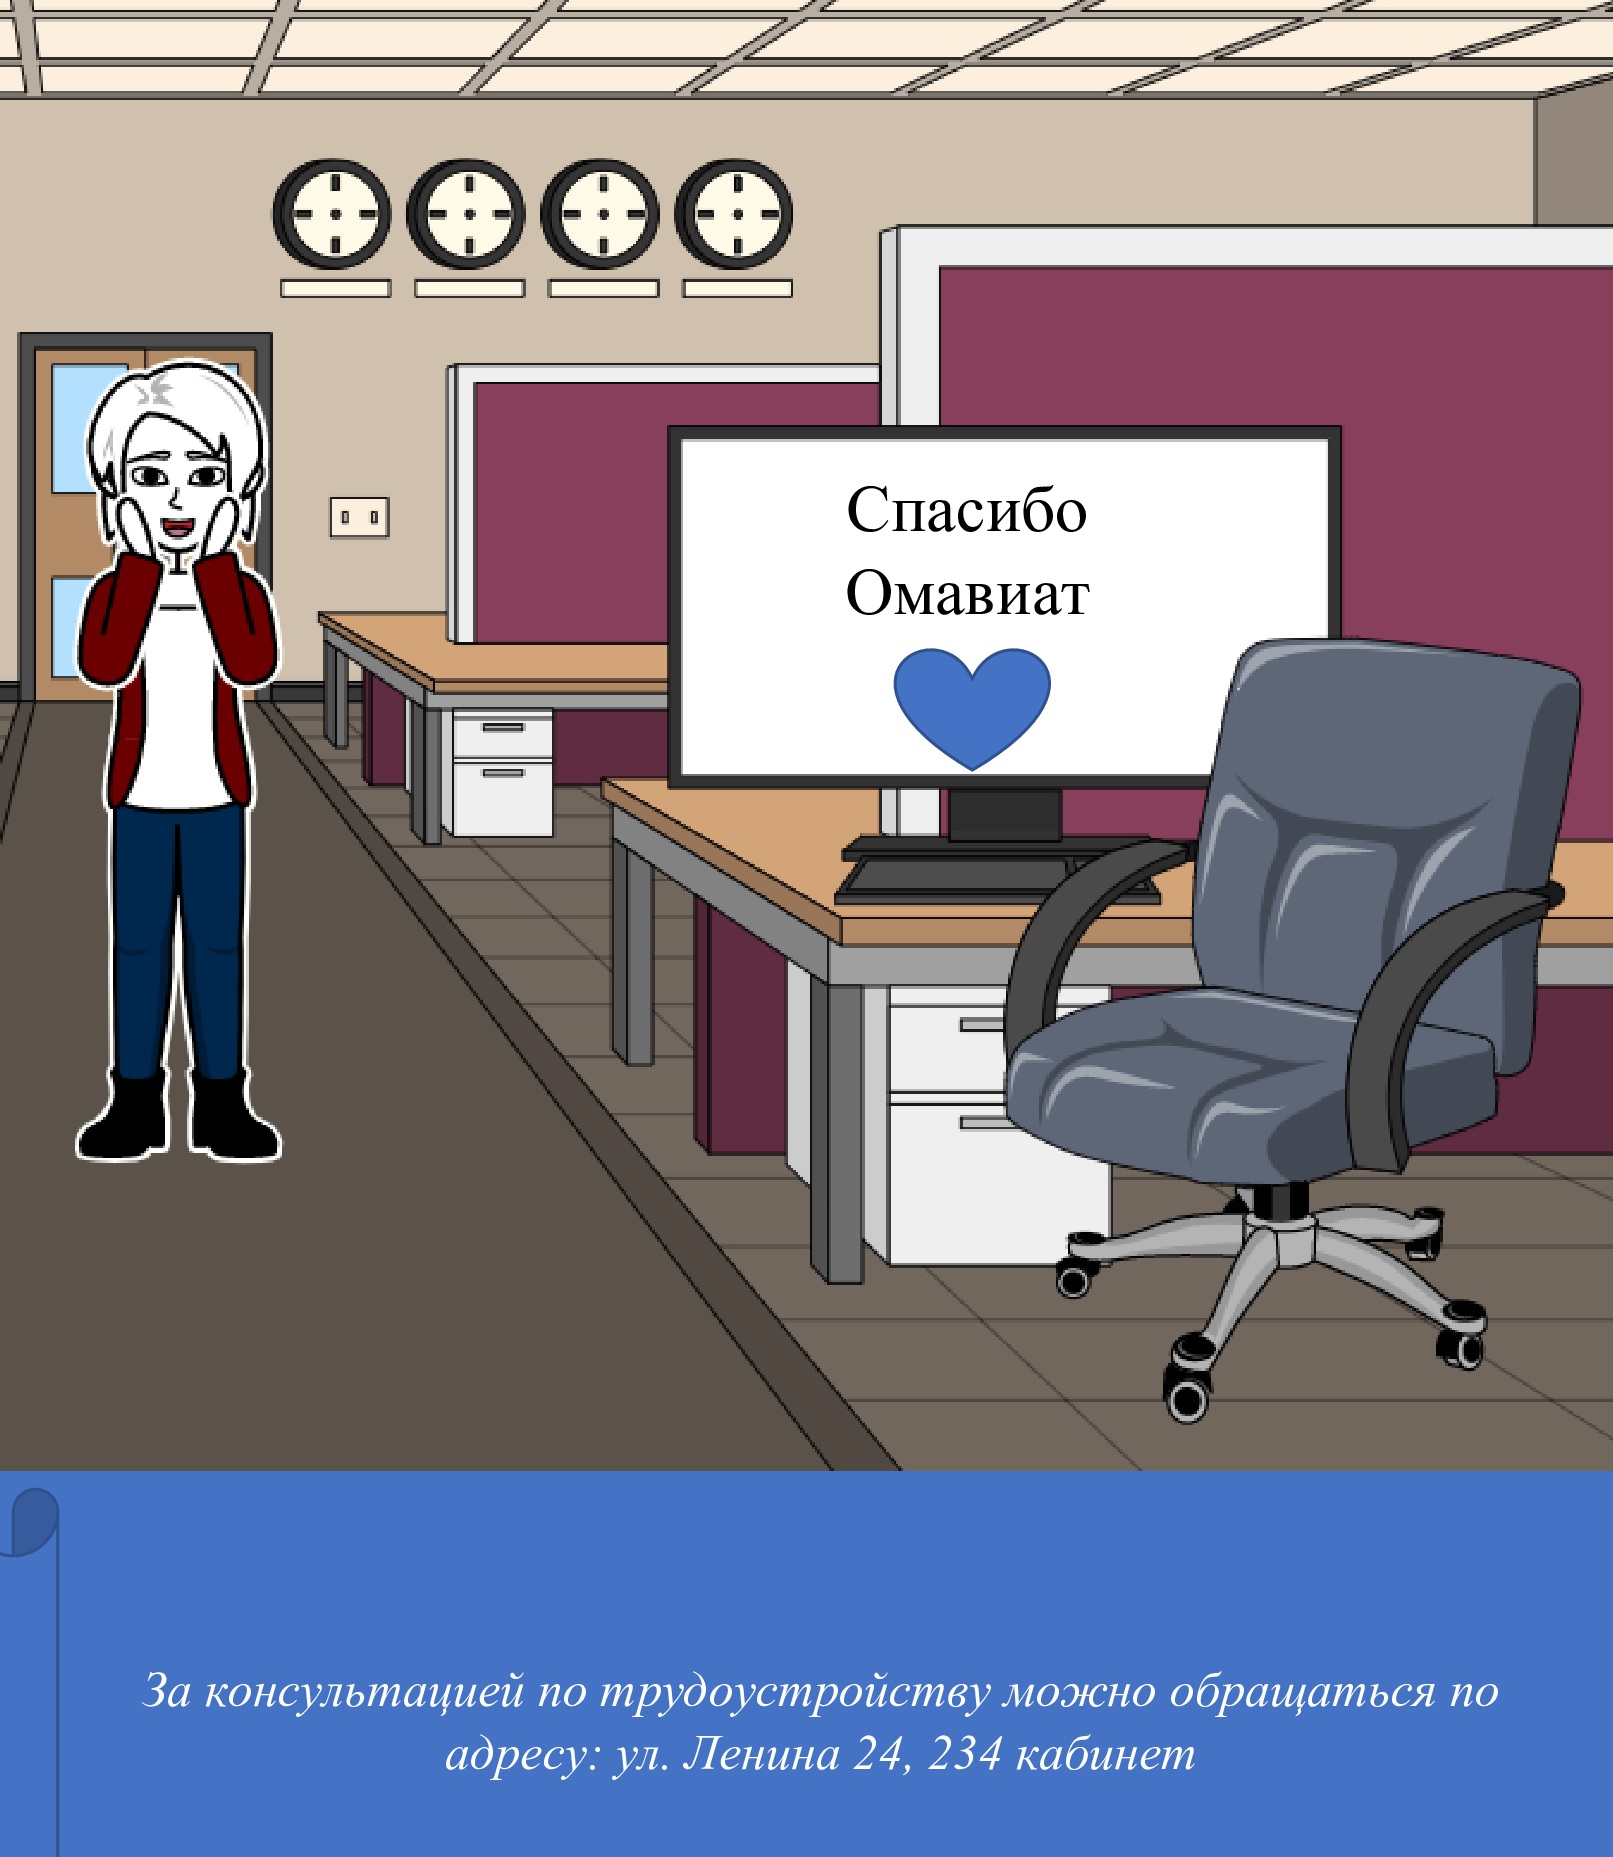 Спасибо
Омавиат
За консультацией по трудоустройству можно обращаться по
адресу: ул. Ленина 24, 234 кабинет